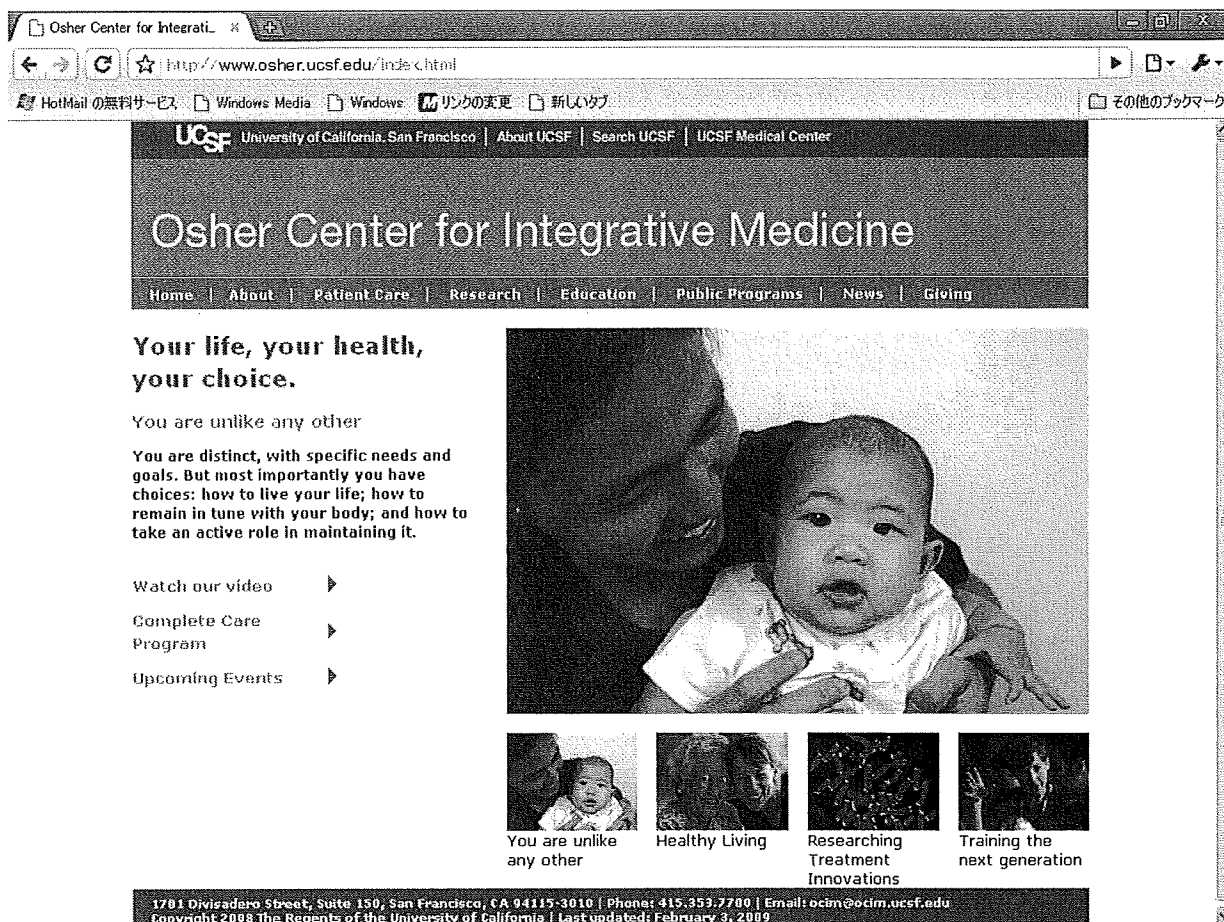 Osher Center for Integrati...
http://www.osher.ucsf.edu/index.html
HotMail の無料サービス Windows Media Windows リンクの変更 新しいタブ その他のブックマーク
UCSF University of California, San Francisco | About UCSF | Search UCSF | UCSF Medical Center
Osher Center for Integrative Medicine
Home | About | Patient Care | Research | Education | Public Programs | News | Giving
Your life, your health,
your choice.
You are unlike any other
You are distinct, with specific needs and
goals. But most importantly you have
choices: how to live your life; how to
remain in tune with your body; and how to
take an active role in maintaining it.
Watch our video
Complete Care
Program
Upcoming Events
You are unlike
any other
Healthy Living
Researching
Treatment
Innovations
Training the
next generation
1701 Divisadero Street, Suite 150, San Francisco, CA 94115-3010 | Phone: 415.353.7700 | Email: ocim@ocim.ucsf.edu
Copyright 2008 The Regents of the University of California | Last updated: February 3, 2009